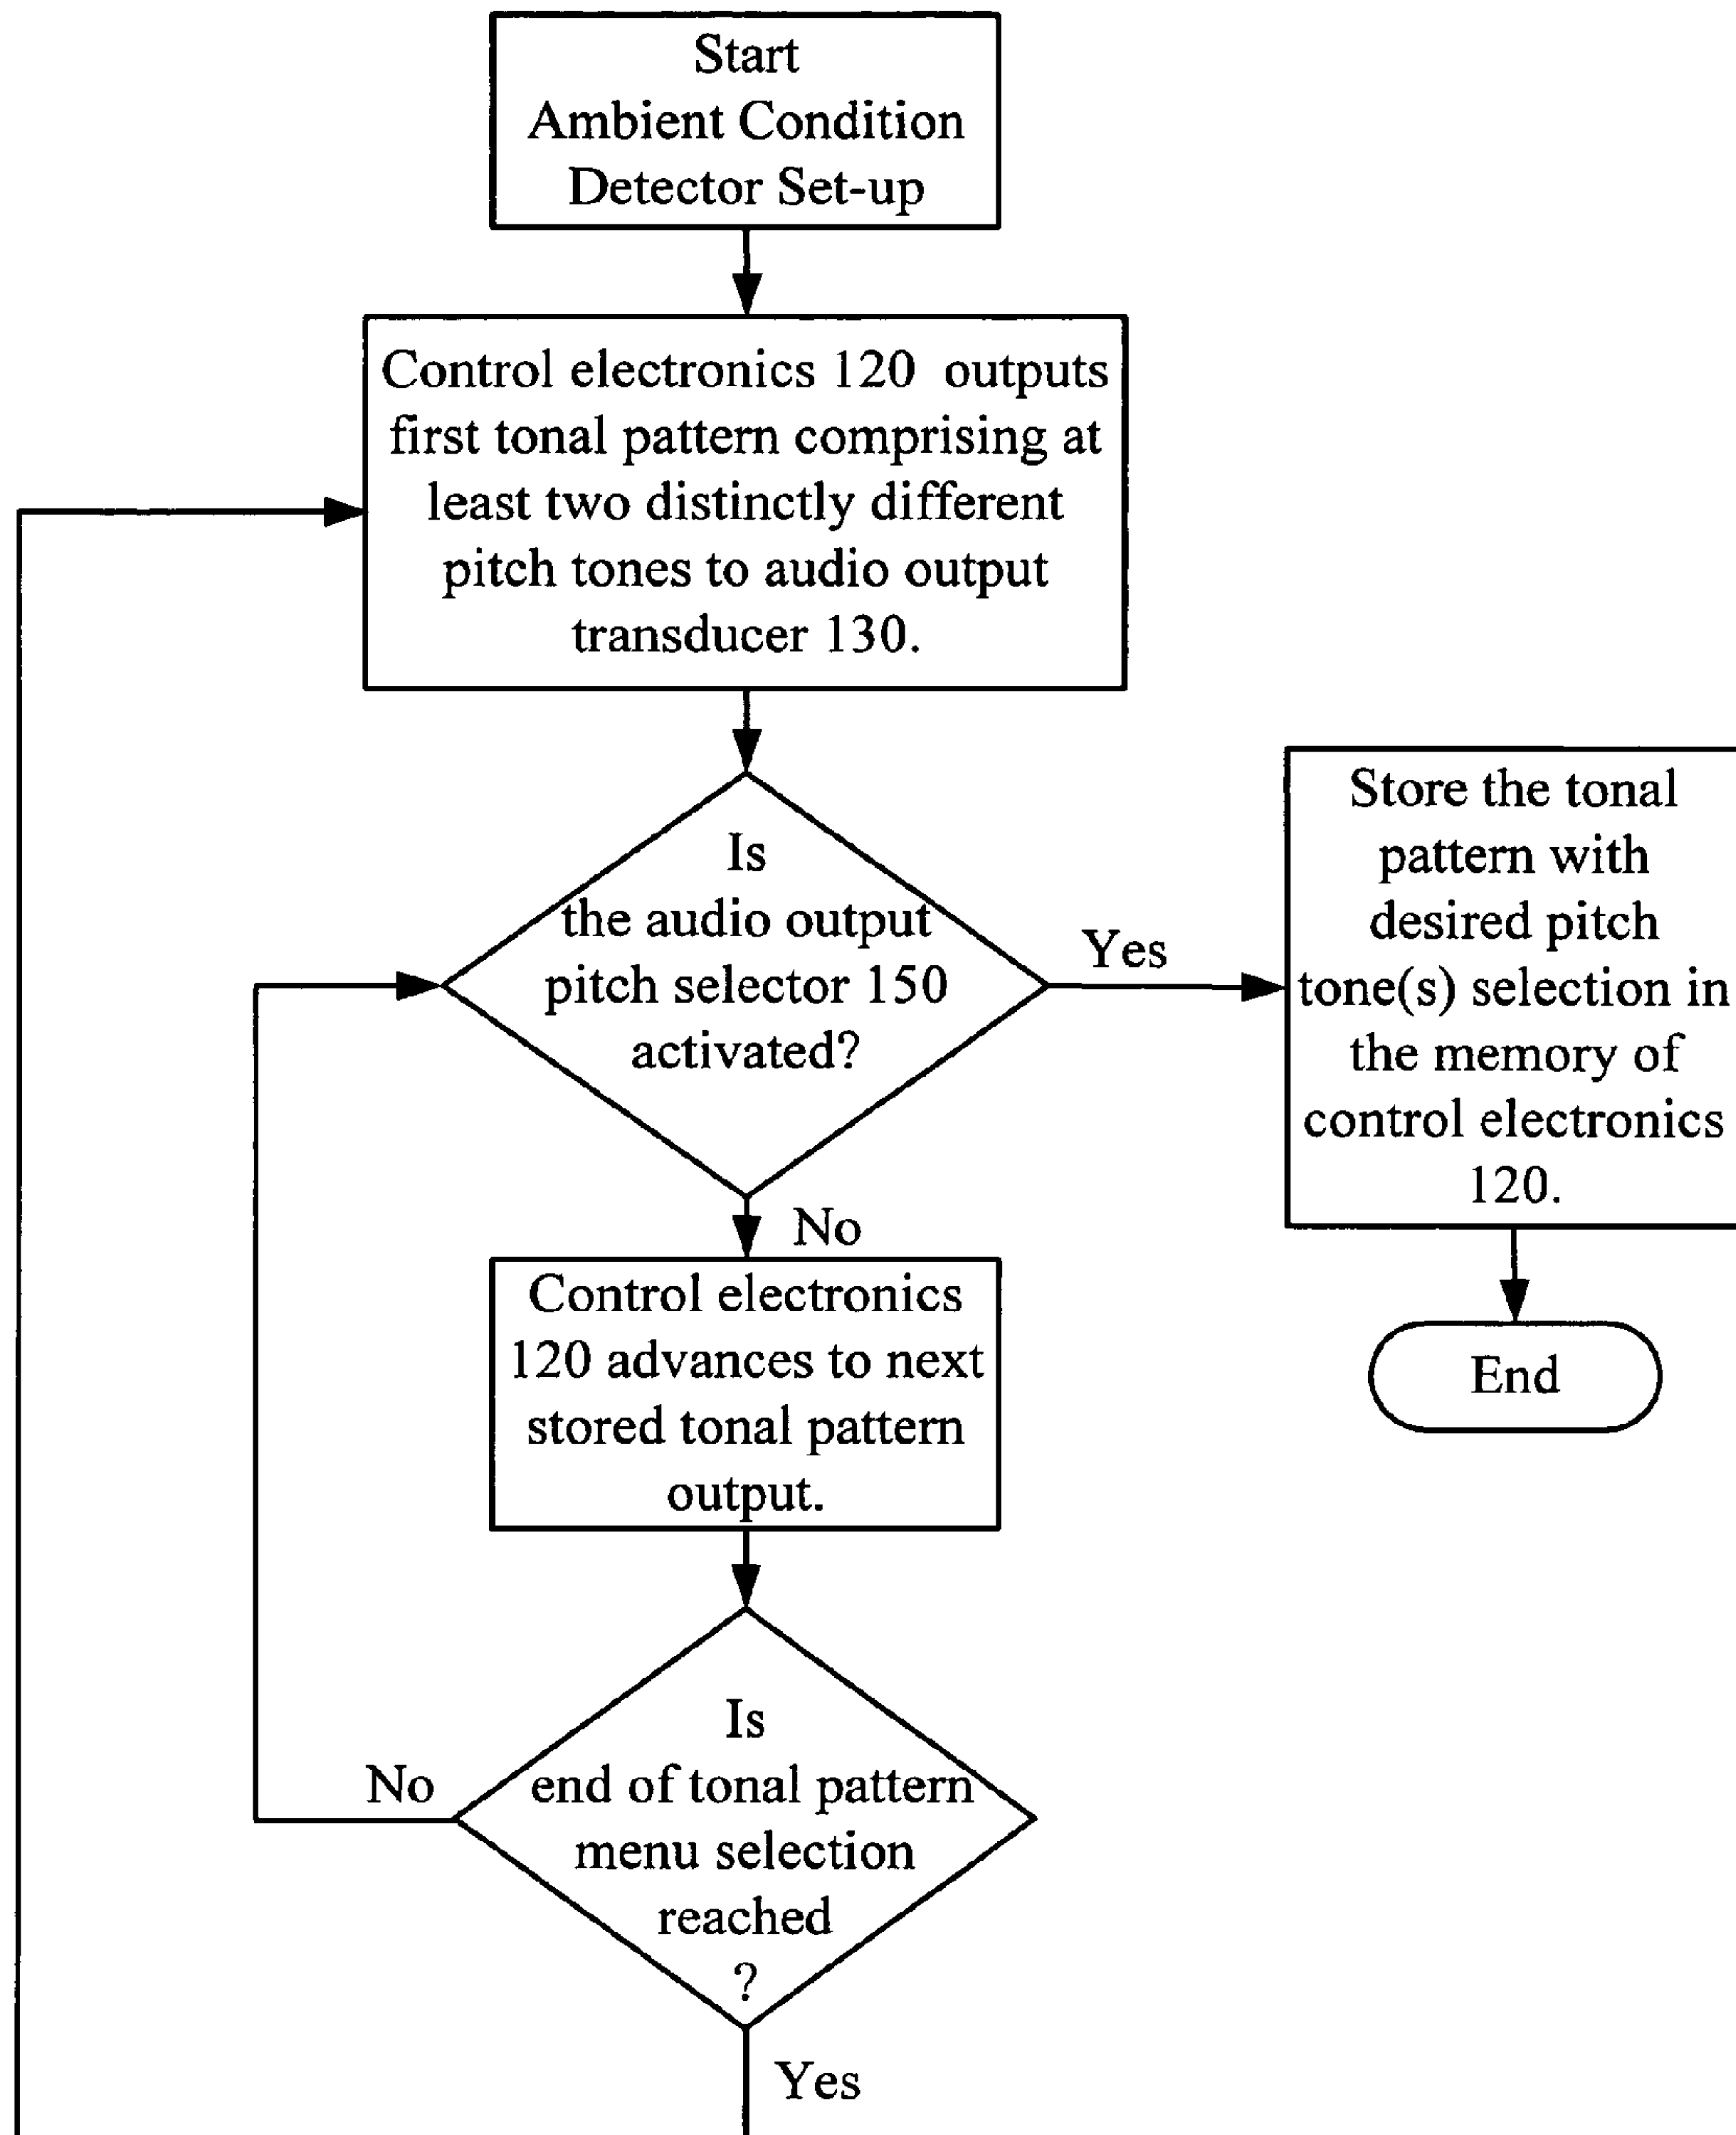 Start
Ambient Condition
Detector Set-up
Control electronics 120 outputs
first tonal pattern comprising at
least two distinctly different
pitch tones to audio output
transducer 130.
Is
the audio output
pitch selector 150
activated?
Yes
Store the tonal
pattern with
desired pitch
tone(s) selection in
the memory of
control electronics
120.
End
No
Control electronics
120 advances to next
stored tonal pattern
output.
Is
end of tonal pattern
menu selection
reached
?
No
Yes